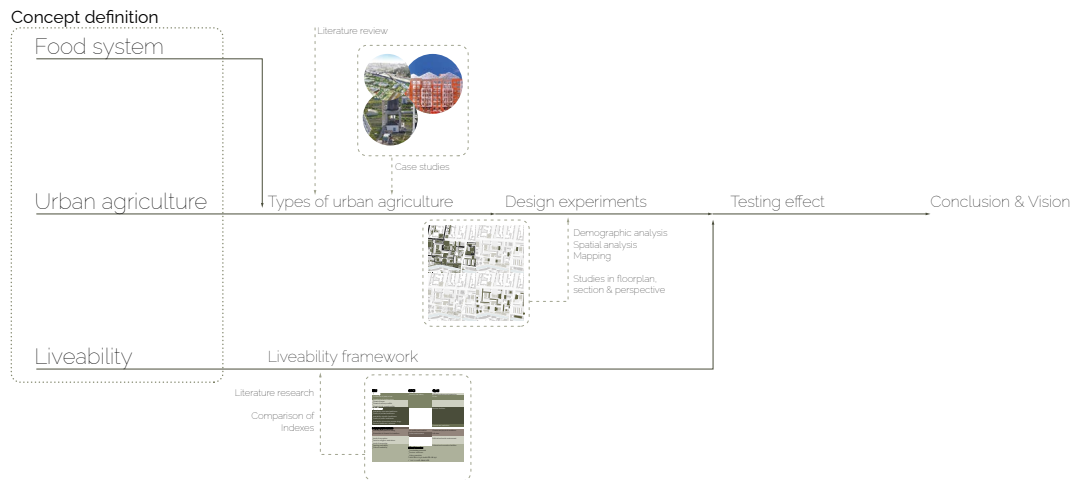 Concept definition
Food system
Literature review
Case studies
Urban agriculture
Types of urban agriculture
Design experiments
Testing effect
Conclusion & Vision
Demographic analysis
Spatial analysis
Mapping
Studies in floorplan,
section & perspective
Liveability
Liveability framework
Literature research
Comparison of
Indexes